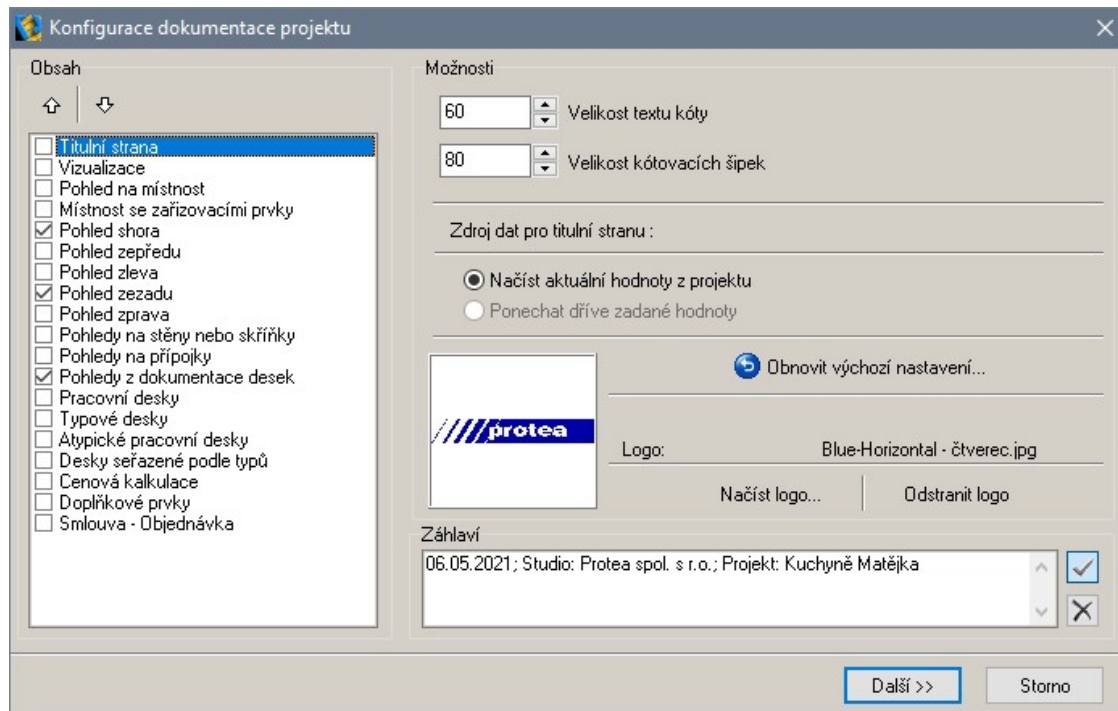 Konfigurace dokumentace projektu
Obsah
Titulní strana
Vizualizace
Pohled na místnost
Místnost se zařizovacími prvky
Pohled shora
Pohled zepředu
Pohled zleva
Pohled zezadu
Pohled zprava
Pohledy na stěny nebo skříňky
Pohledy na přípojky
Pohledy z dokumentace desek
Pracovní desky
Typové desky
Atypické pracovní desky
Desky seřazené podle typů
Cenová kalkulace
Doplňkové prvky
Smlouva - Objednávka
Možnosti
60 Velikost textu kóty
80 Velikost kótovacích šipek
Zdroj dat pro titulní stranu :
Načíst aktuální hodnoty z projektu
Ponechat dříve zadané hodnoty
protea
Obnovit výchozí nastavení...
Logo: Blue-Horizontal - čtverec.jpg
Načíst logo... Odstranit logo
Záhlaví
06.05.2021; Studio: Protea spol. s r.o.; Projekt: Kuchyně Matějka
Další >> Storno